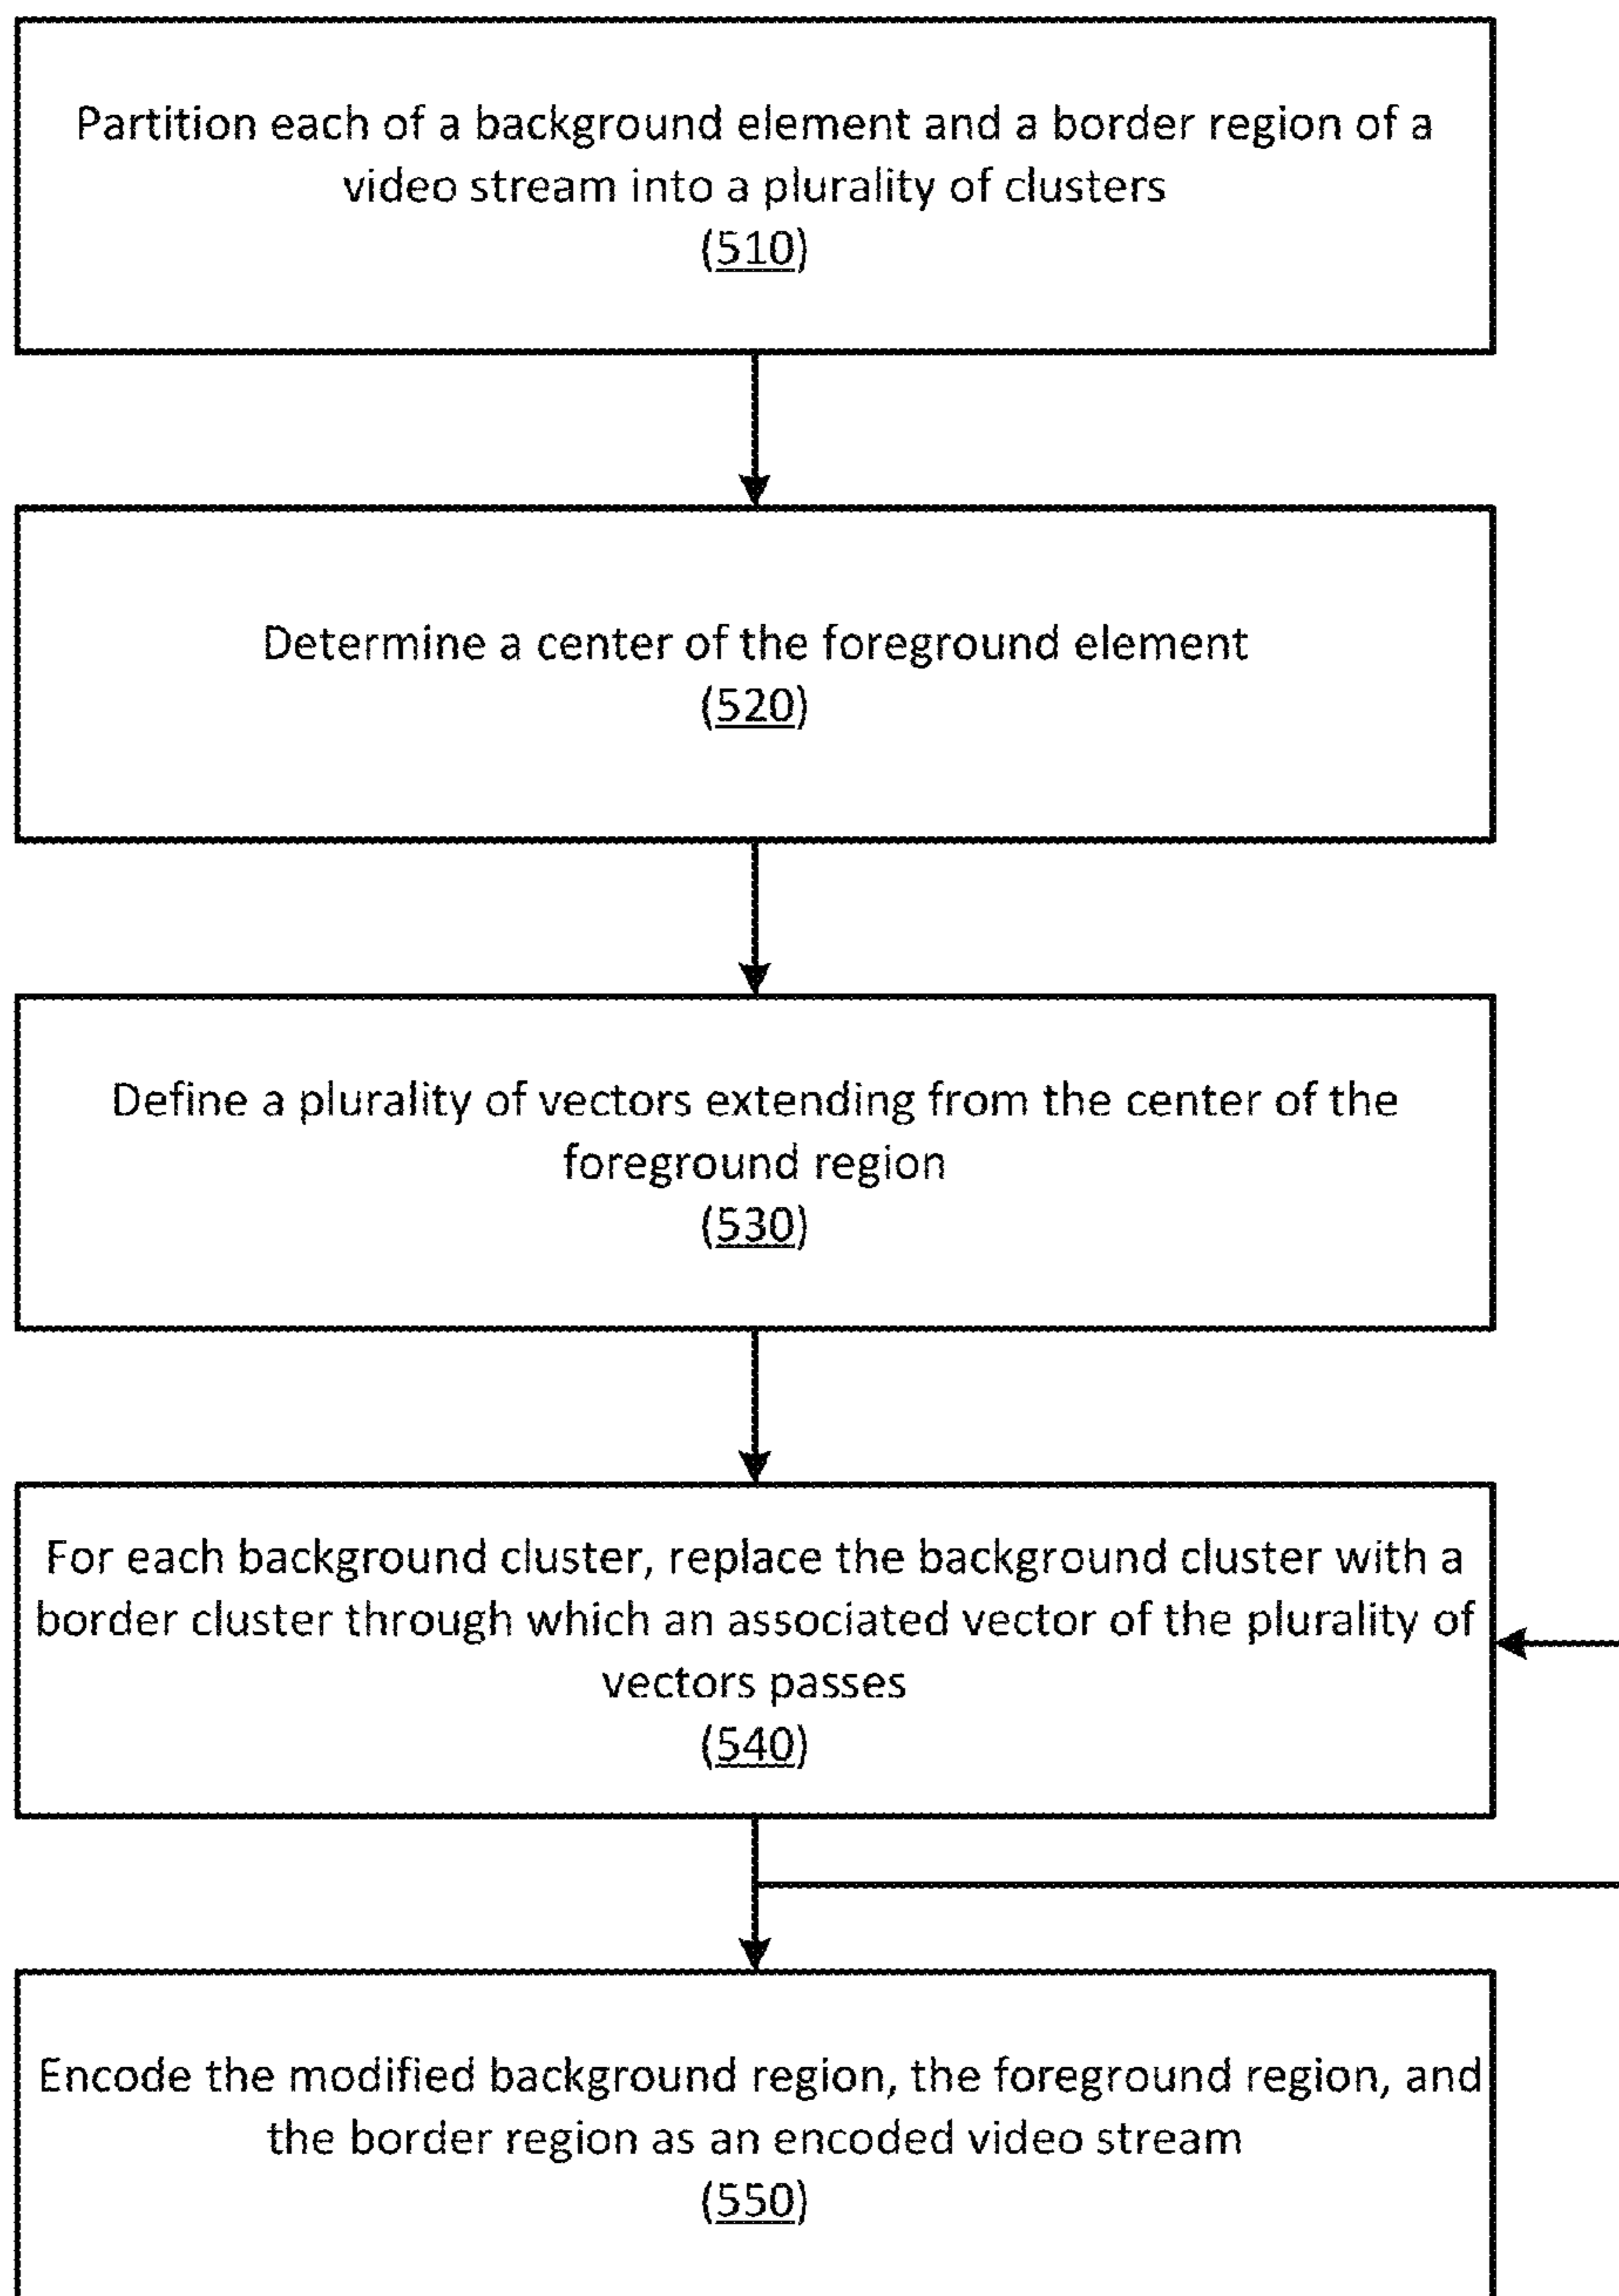 Partition each of a background element and a border region of a
video stream into a plurality of clusters
(510)
Determine a center of the foreground element
(520)
Define a plurality of vectors extending from the center of the
foreground region
(530)
For each background cluster, replace the background cluster with a
border cluster through which an associated vector of the plurality of
vectors passes
(540)
Encode the modified background region, the foreground region, and
the border region as an encoded video stream
(550)